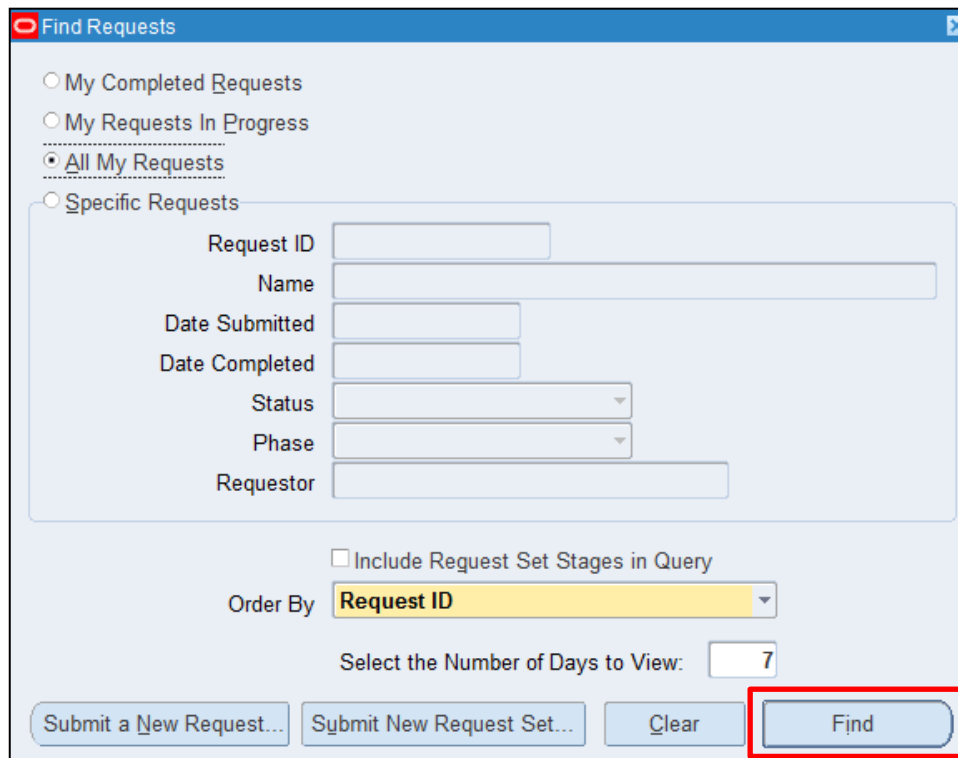 Find Requests
My Completed Requests
My Requests In Progress
All My Requests
Specific Requests
Request ID
Name
Date Submitted
Date Completed
Status
Phase
Requestor
Include Request Set Stages in Query
Order By Request ID
Select the Number of Days to View: 7
Submit a New Request... Submit New Request Set... Clear Find